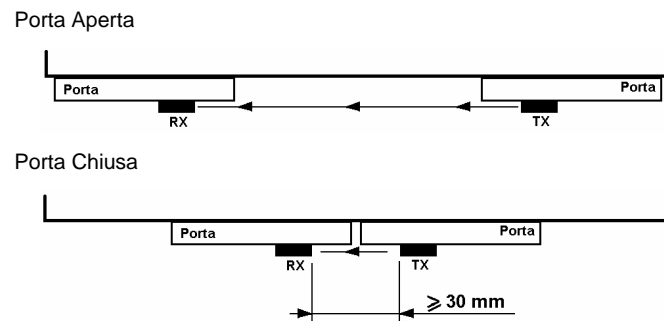 Porta Aperta
Porta Porta
RX TX
Porta Chiusa
Porta Porta
RX TX
⩾ 30 mm